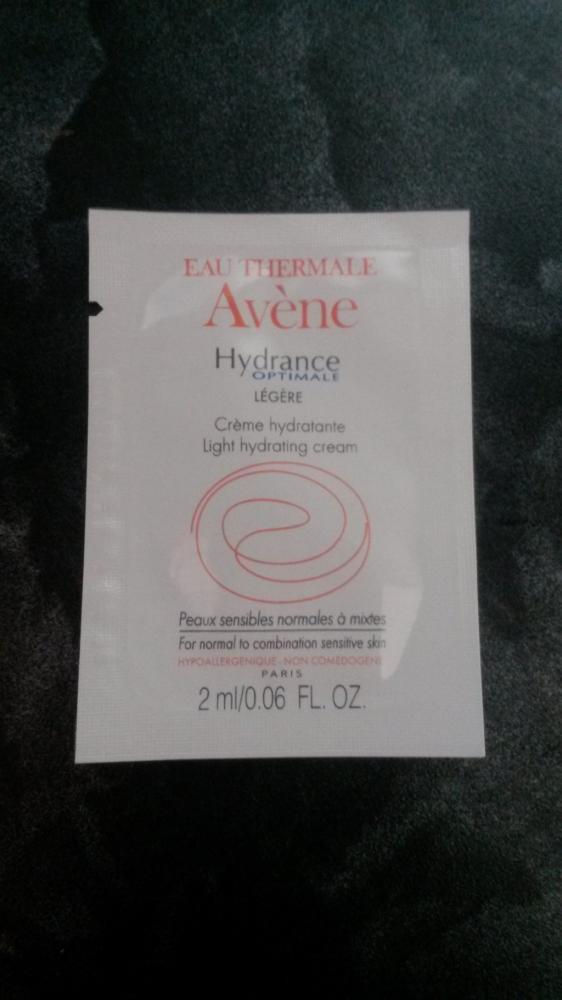 EAU THERMALE
Avène
Hydrance
OPTIMALE
LÉGÈRE
Crème hydratante
Light hydrating cream
Peaux sensibles normales à mixtes
For normal to combination sensitive skin
HYPOALLERGENIQUE - NON COMÉDOGÈNE
PARIS
2 ml/0.06 FL. OZ.